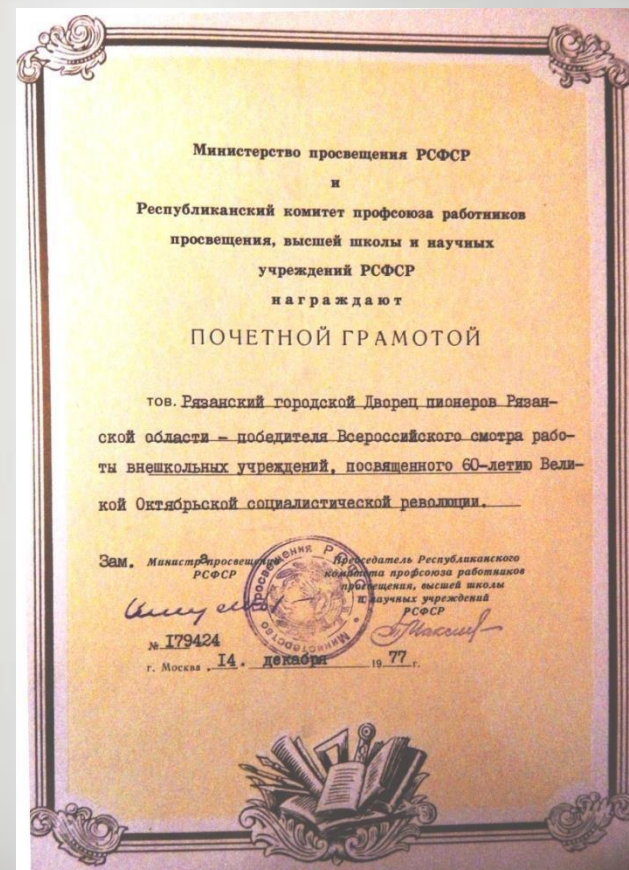 Министерство просвещения РСФСР
и
Республиканский комитет профсоюза работников
просвещения, высшей школы и научных
учреждений РСФСР
награждают
ПОЧЕТНОЙ ГРАМОТОЙ
тов. Рязанский городской Дворец пионеров Рязан-
ской области – победителя Всероссийского смотра рабо-
ты внешкольных учреждений, посвященного 60-летию Вели-
кой Октябрьской социалистической революции.
Зам. Министра просвещения
РСФСР
Председатель Республиканского
комитета профсоюза работников
просвещения, высшей школы
и научных учреждений
РСФСР
№ I79424
г. Москва „ 14 . декабря 19 77 г.